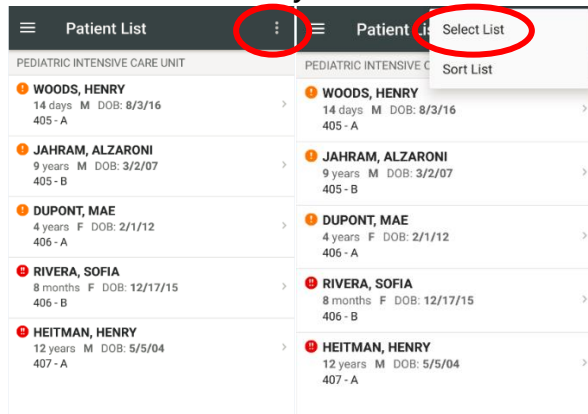 Patient List
PEDIATRIC INTENSIVE CARE UNIT
WOODS, HENRY
14 days M DOB: 8/3/16
405 - A
JAHRAM, ALZARONI
9 years M DOB: 3/2/07
405 - B
DUPONT, MAE
4 years F DOB: 2/1/12
406 - A
RIVERA, SOFIA
8 months F DOB: 12/17/15
406 - B
HEITMAN, HENRY
12 years M DOB: 5/5/04
407 - A
Patient Li
Select List
Sort List
PEDIATRIC INTENSIVE C
WOODS, HENRY
14 days M DOB: 8/3/16
405 - A
JAHRAM, ALZARONI
9 years M DOB: 3/2/07
405 - B
DUPONT, MAE
4 years F DOB: 2/1/12
406 - A
RIVERA, SOFIA
8 months F DOB: 12/17/15
406 - B
HEITMAN, HENRY
12 years M DOB: 5/5/04
407 - A